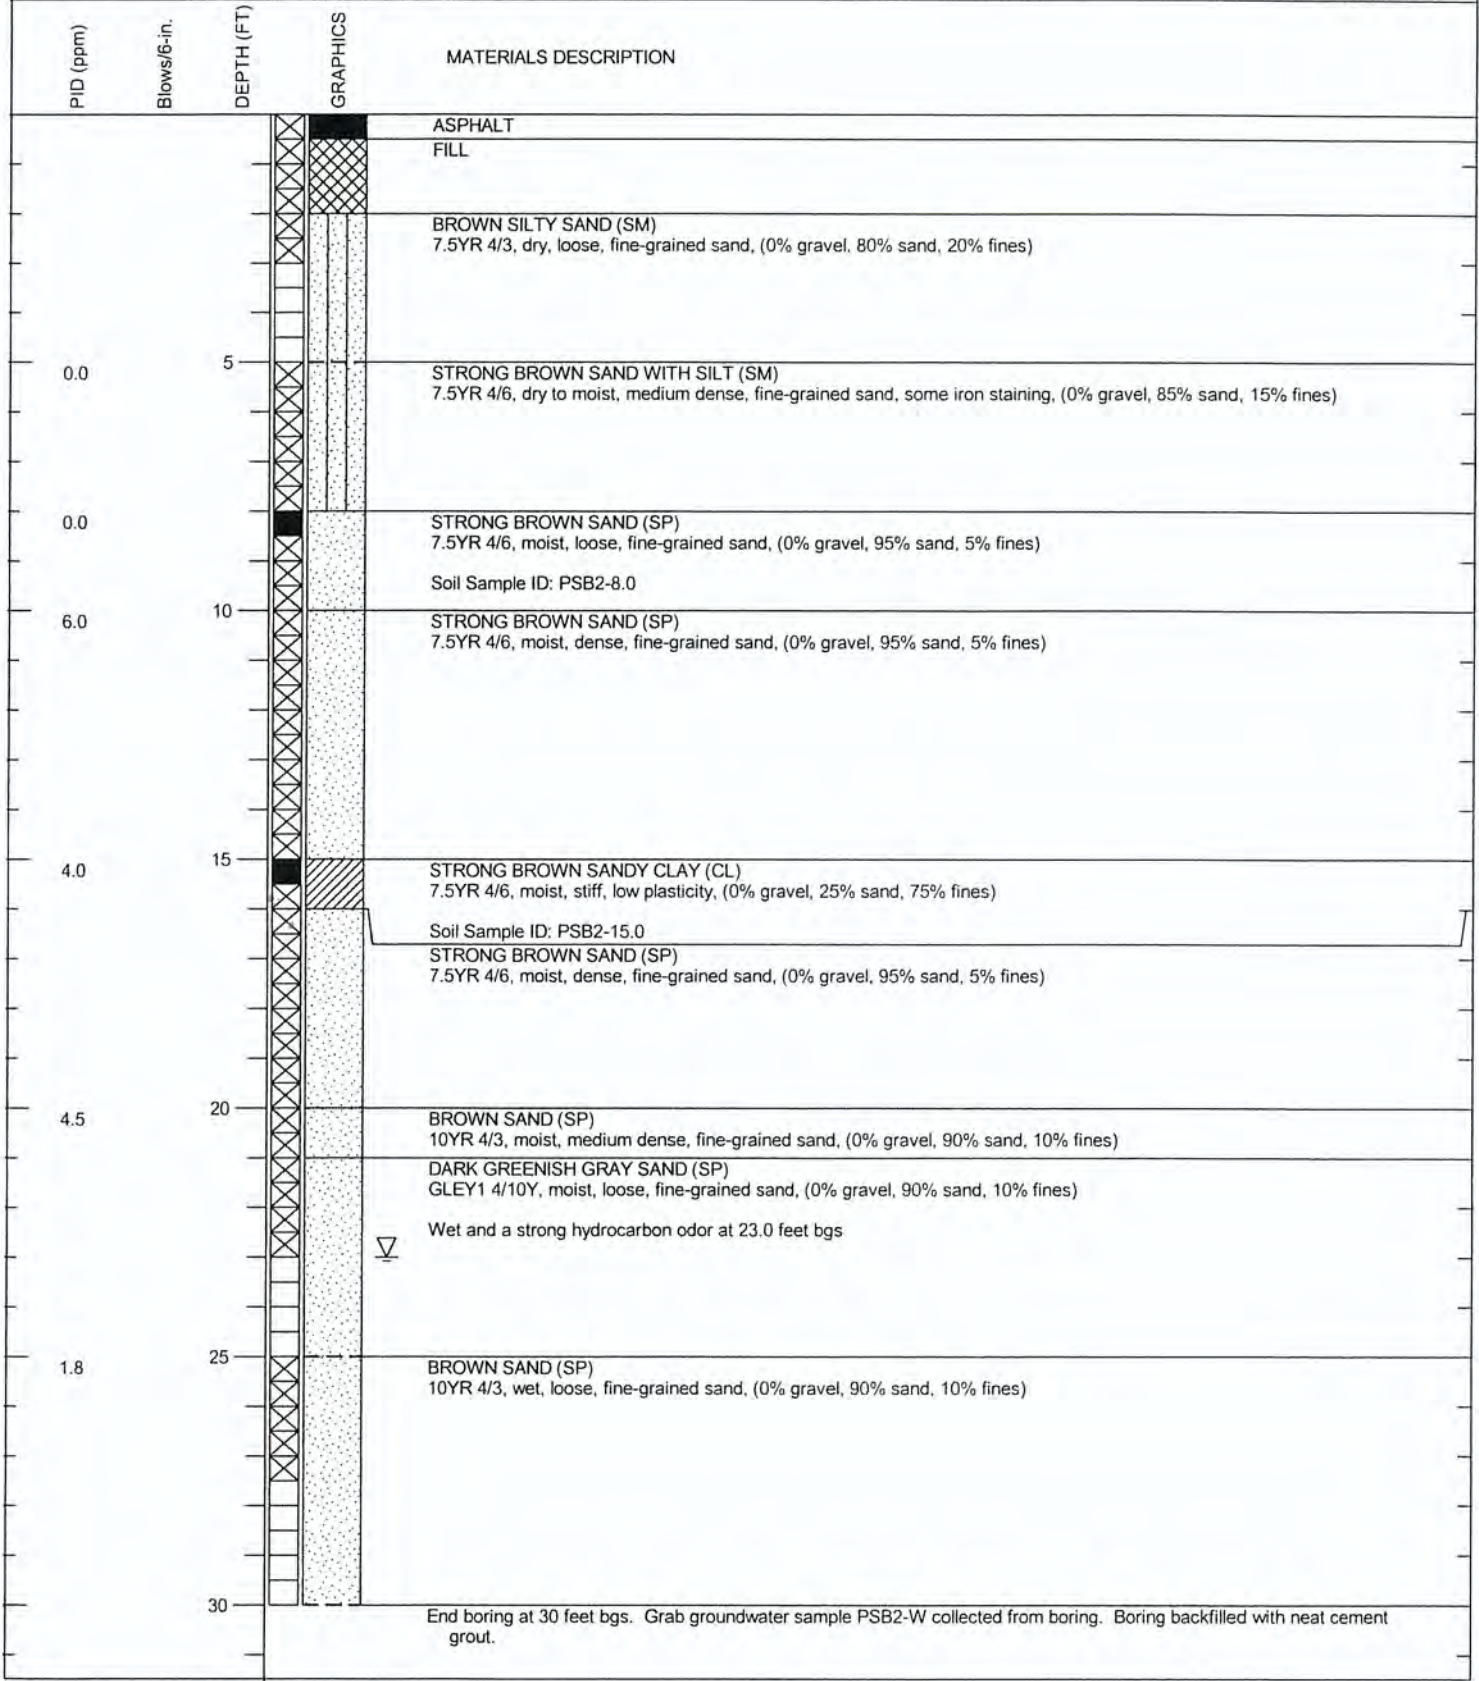 PID (ppm)
Blows/6-in.
DEPTH (FT)
GRAPHICS
MATERIALS DESCRIPTION
ASPHALT
FILL
BROWN SILTY SAND (SM)
7.5YR 4/3, dry, loose, fine-grained sand, (0% gravel, 80% sand, 20% fines)
0.0
5
STRONG BROWN SAND WITH SILT (SM)
7.5YR 4/6, dry to moist, medium dense, fine-grained sand, some iron staining, (0% gravel, 85% sand, 15% fines)
0.0
STRONG BROWN SAND (SP)
7.5YR 4/6, moist, loose, fine-grained sand, (0% gravel, 95% sand, 5% fines)
Soil Sample ID: PSB2-8.0
6.0
10
STRONG BROWN SAND (SP)
7.5YR 4/6, moist, dense, fine-grained sand, (0% gravel, 95% sand, 5% fines)
4.0
15
STRONG BROWN SANDY CLAY (CL)
7.5YR 4/6, moist, stiff, low plasticity, (0% gravel, 25% sand, 75% fines)
Soil Sample ID: PSB2-15.0
STRONG BROWN SAND (SP)
7.5YR 4/6, moist, dense, fine-grained sand, (0% gravel, 95% sand, 5% fines)
4.5
20
BROWN SAND (SP)
10YR 4/3, moist, medium dense, fine-grained sand, (0% gravel, 90% sand, 10% fines)
DARK GREENISH GRAY SAND (SP)
GLEY1 4/10Y, moist, loose, fine-grained sand, (0% gravel, 90% sand, 10% fines)
Wet and a strong hydrocarbon odor at 23.0 feet bgs
1.8
25
BROWN SAND (SP)
10YR 4/3, wet, loose, fine-grained sand, (0% gravel, 90% sand, 10% fines)
30
End boring at 30 feet bgs. Grab groundwater sample PSB2-W collected from boring. Boring backfilled with neat cement
grout.